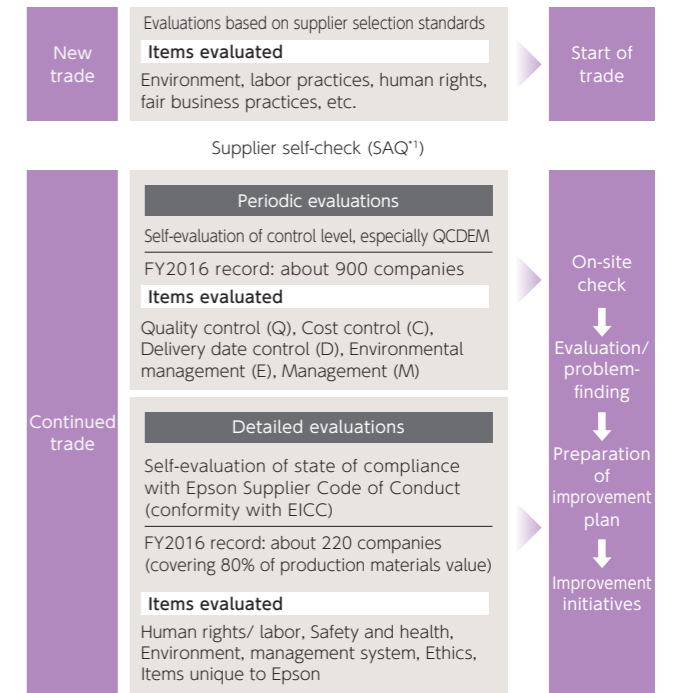 New
trade
Evaluations based on supplier selection standards
Items evaluated
Environment, labor practices, human rights,
fair business practices, etc.
Start of
trade
Supplier self-check (SAQ*1)
Continued
trade
Periodic evaluations
Self-evaluation of control level, especially QCDEM
FY2016 record: about 900 companies
Items evaluated
Quality control (Q), Cost control (C),
Delivery date control (D), Environmental
management (E), Management (M)
Detailed evaluations
Self-evaluation of state of compliance
with Epson Supplier Code of Conduct
(conformity with EICC)
FY2016 record: about 220 companies
(covering 80% of production materials value)
Items evaluated
Human rights/ labor, Safety and health,
Environment, management system, Ethics,
Items unique to Epson
On-site
check
Evaluation/
problem-
finding
Preparation
of
improvement
plan
Improvement
initiatives